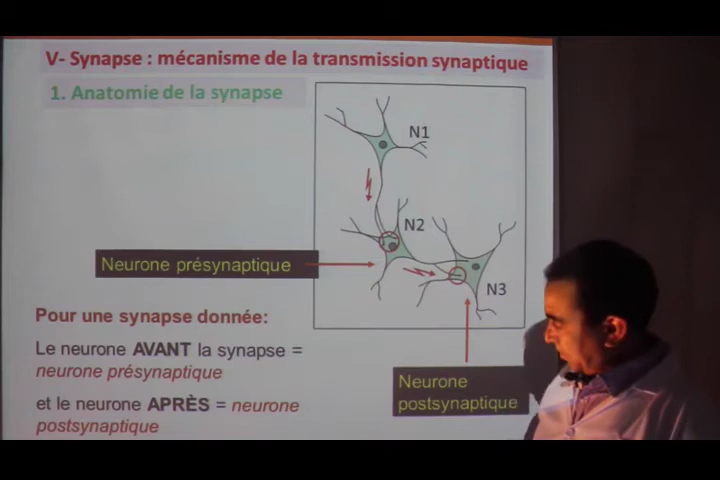 V- Synapse : mécanisme de la transmission synaptique
1. Anatomie de la synapse
N1
N2
Neurone présynaptique
N3
Pour une synapse donnée:
Le neurone AVANT la synapse =
neurone présynaptique
et le neurone APRÈS = neurone
postsynaptique
Neurone
postsynaptique